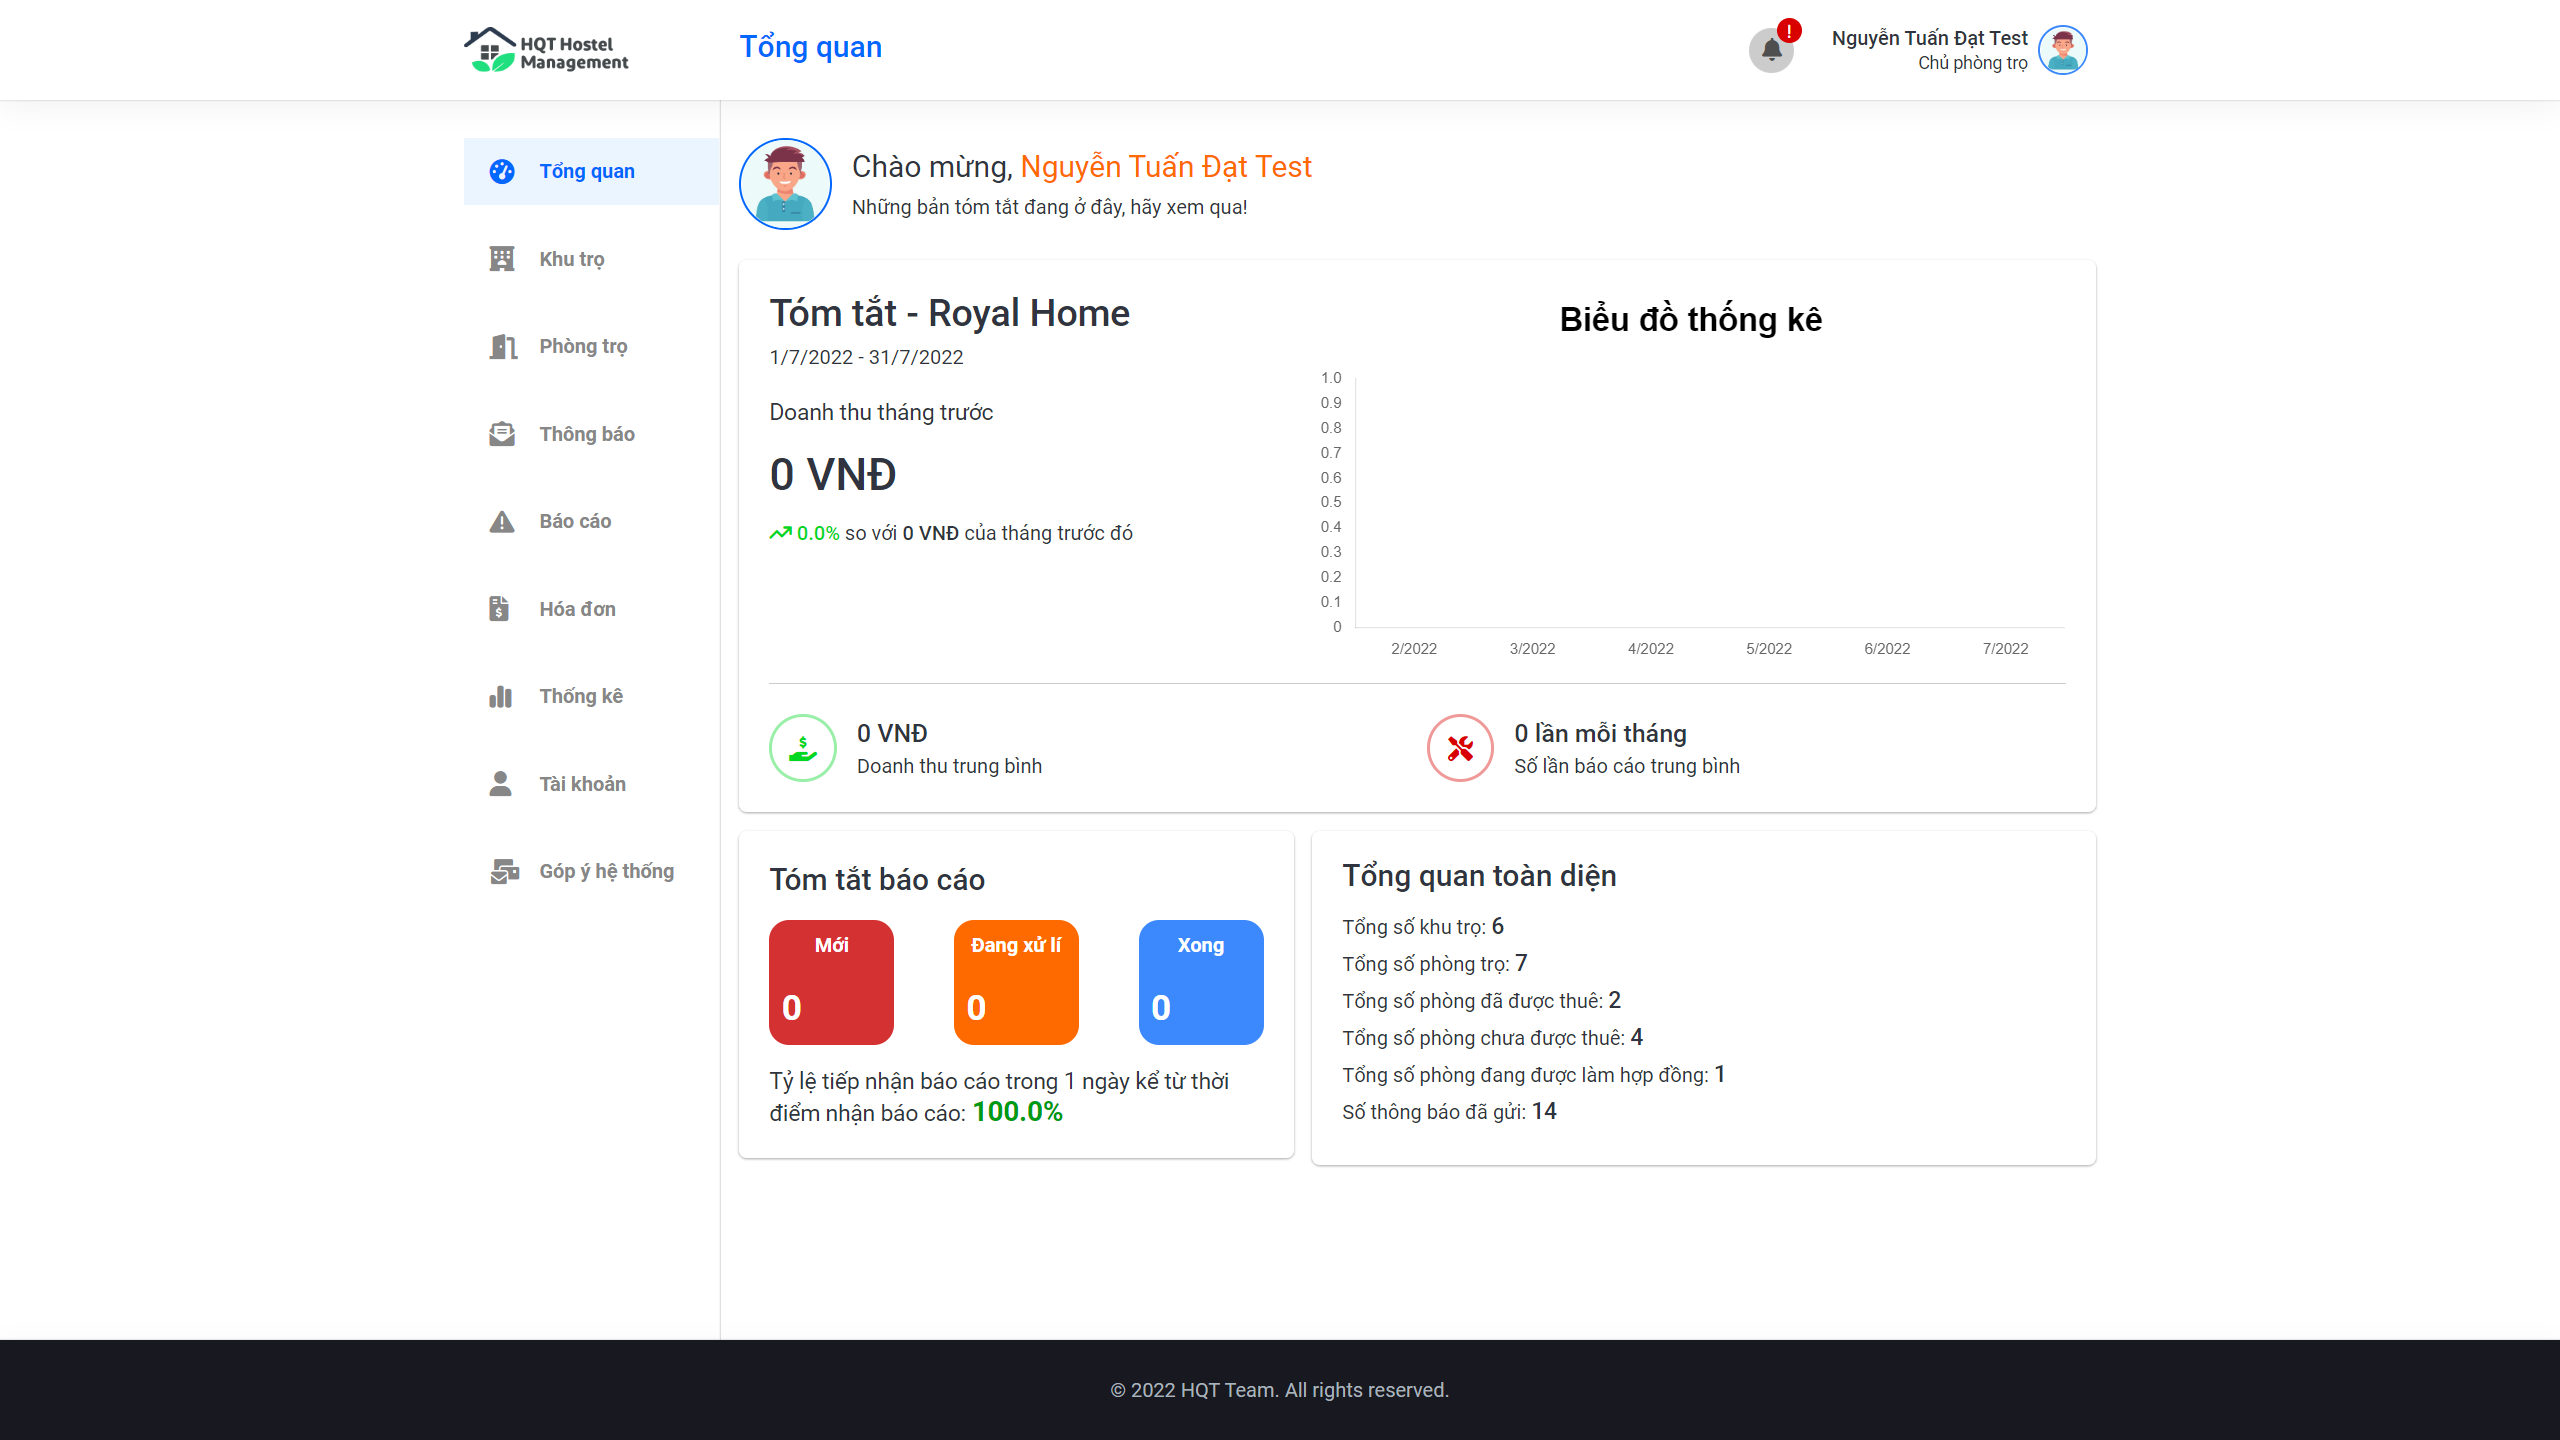 HQT Hostel
Management
Tổng quan
!
Nguyễn Tuấn Đạt Test
Chủ phòng trọ
Tổng quan
Khu trọ
Phòng trọ
Thông báo
Báo cáo
Hóa đơn
Thống kê
Tài khoản
Góp ý hệ thống
Chào mừng, Nguyễn Tuấn Đạt Test
Những bản tóm tắt đang ở đây, hãy xem qua!
Tóm tắt - Royal Home
1/7/2022 - 31/7/2022
Doanh thu tháng trước
0 VNĐ
0.0% so với 0 VNĐ của tháng trước đó
Biểu đồ thống kê
1.0
0.9
0.8
0.7
0.6
0.5
0.4
0.3
0.2
0.1
0
2/2022 3/2022 4/2022 5/2022 6/2022 7/2022
0 VNĐ
Doanh thu trung bình
0 lần mỗi tháng
Số lần báo cáo trung bình
Tóm tắt báo cáo
Mới
0
Đang xử lí
0
Xong
0
Tỷ lệ tiếp nhận báo cáo trong 1 ngày kể từ thời
điểm nhận báo cáo: 100.0%
Tổng quan toàn diện
Tổng số khu trọ: 6
Tổng số phòng trọ: 7
Tổng số phòng đã được thuê: 2
Tổng số phòng chưa được thuê: 4
Tổng số phòng đang được làm hợp đồng: 1
Số thông báo đã gửi: 14
© 2022 HQT Team. All rights reserved.